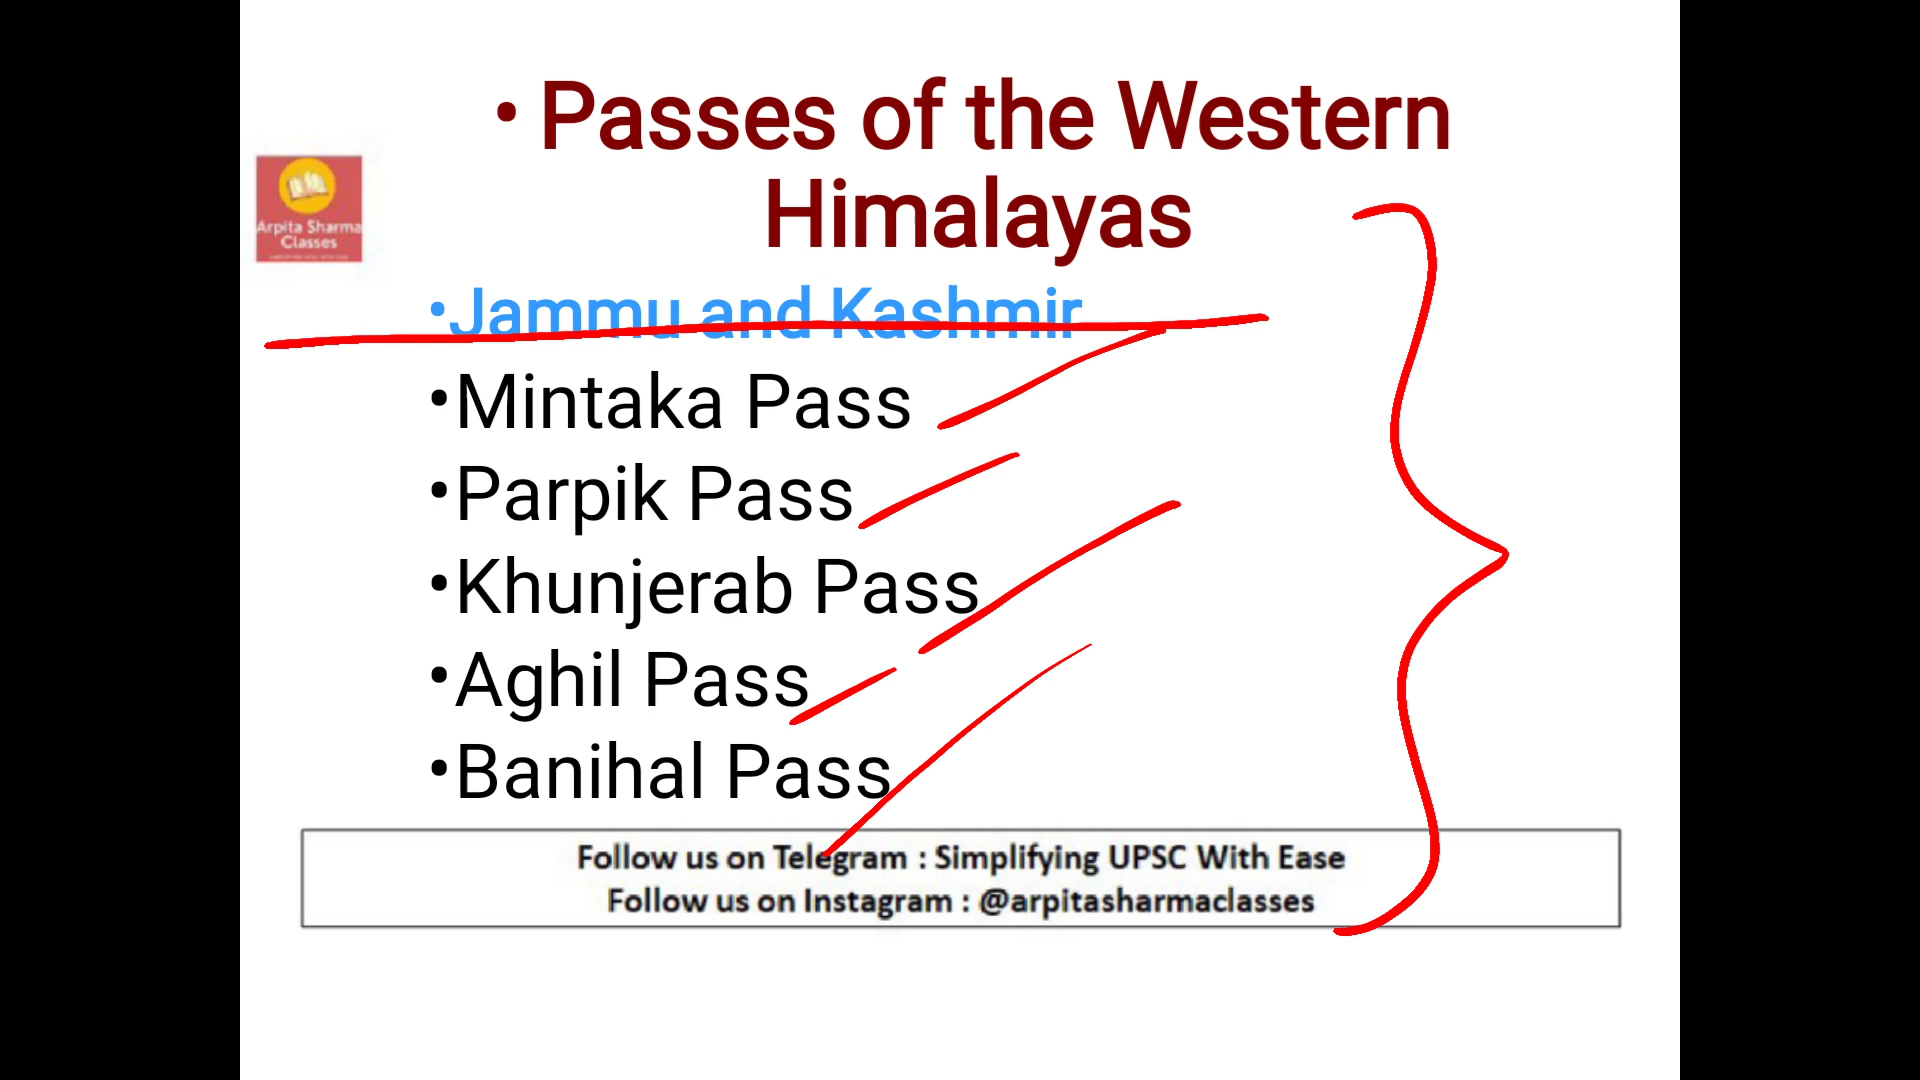 • Passes of the Western
Himalayas
Arpita Sharma
Classes
•Jammu and Kashmir
•Mintaka Pass
•Parpik Pass
•Khunjerab Pass
•Aghil Pass
•Banihal Pass
Follow us on Telegram : Simplifying UPSC With Ease
Follow us on Instagram : @arpitasharmaclasses